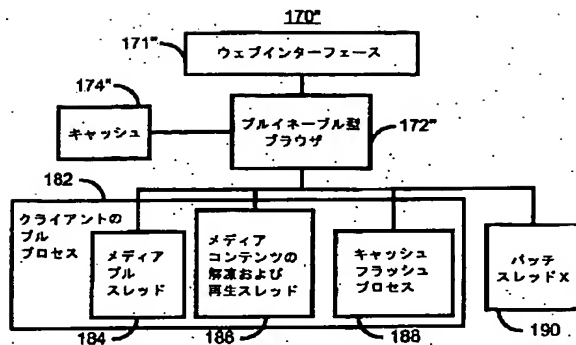 170"
171"
ウェブインターフェース
174"
キャッシュ
プルイネーブル型
ブラウザ
172"
182
クライアントの
プル
プロセス
メディア
プル
スレッド
184
メディア
コンテンツの
解凍および
再生スレッド
186
キャッシュ
フラッシュ
プロセス
188
パッチ
スレッドX
190